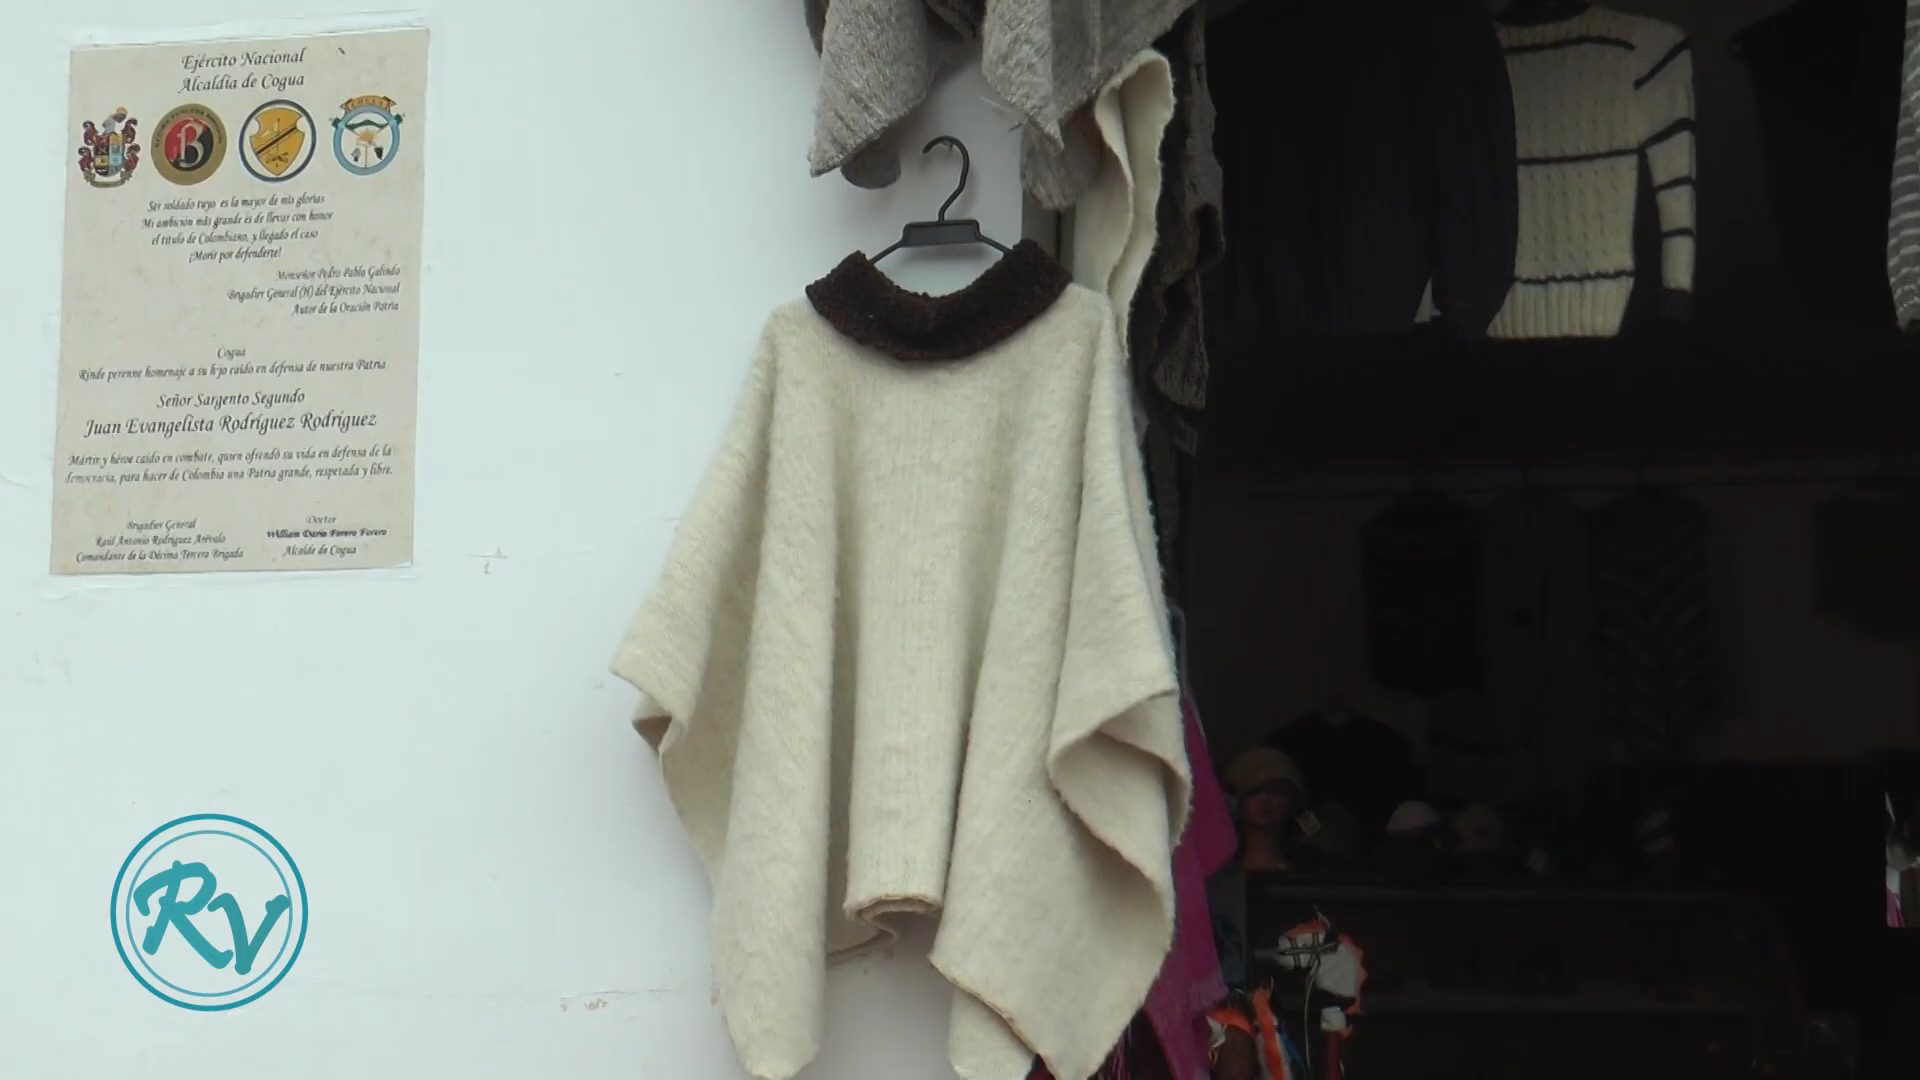 Ejército Nacional
Alcaldía de Cogua
COGUA
13
Ser soldado tuyo es la mayor de mis glorias
Mi ambición más grande es de llevar con honor
el título de Colombiano, y llegado el caso
¡Morir por defenderte!
Monseñor Pedro Pablo Galindo
Brigadier General (H) del Ejército Nacional
Autor de la Oración Patria
Cogua
Rinde perenne homenaje a su hijo caído en defensa de nuestra Patria
Señor Sargento Segundo
Juan Evangelista Rodríguez Rodríguez
Mártir y héroe caído en combate, quien ofrendó su vida en defensa de la
democracia, para hacer de Colombia una Patria grande, respetada y libre.
Brigadier General
Raúl Antonio Rodríguez Arévalo
Comandante de la Décima Tercera Brigada
Doctor
William Darío Forero Forero
Alcalde de Cogua
RV